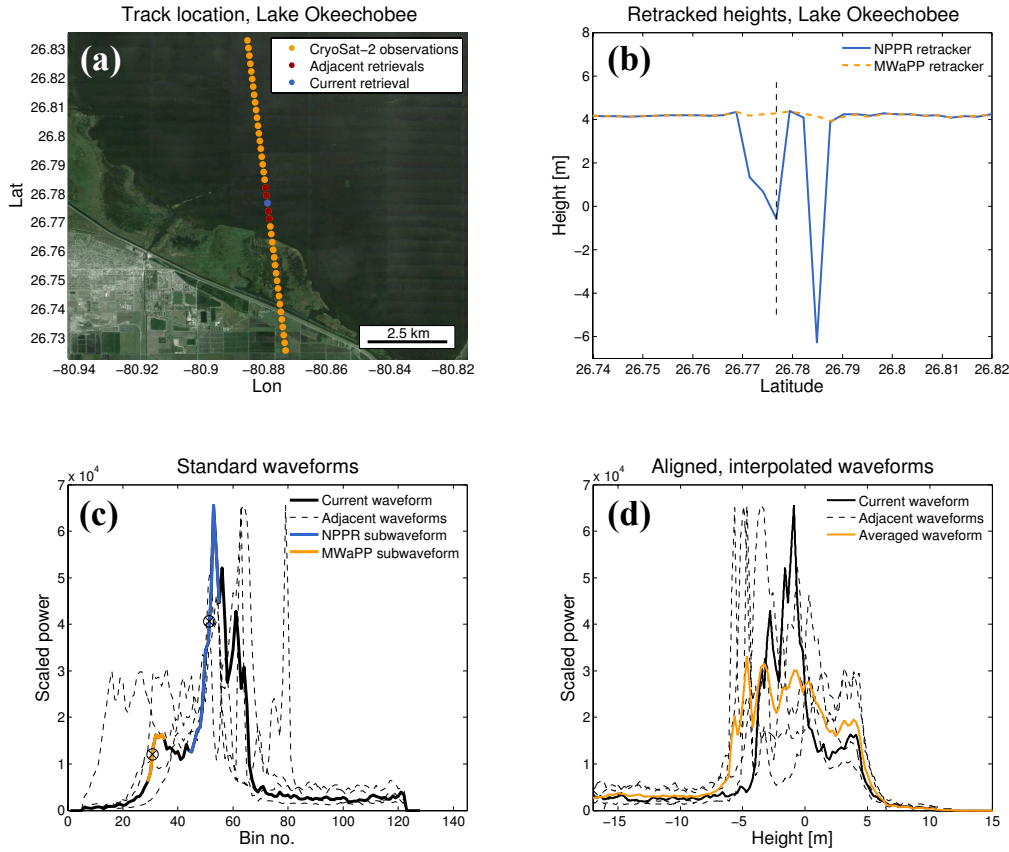 Track location, Lake Okeechobee
(a)
CryoSat−2 observations
Adjacent retrievals
Current retrieval
26.83
26.82
26.81
26.8
26.79
26.78
26.77
26.76
26.75
26.74
26.73
Lat
2.5 km
−80.94 −80.92 −80.9 −80.88 −80.86 −80.84 −80.82
Lon
Retracked heights, Lake Okeechobee
(b)
NPPR retracker
MWaPP retracker
8
6
4
2
0
−2
−4
−6
Height [m]
26.74 26.75 26.76 26.77 26.78 26.79 26.8 26.81 26.82
Latitude
Standard waveforms
x 10^4
(c)
Current waveform
Adjacent waveforms
NPPR subwaveform
MWaPP subwaveform
7
6
5
4
3
2
1
0
Scaled power
0 20 40 60 80 100 120 140
Bin no.
Aligned, interpolated waveforms
x 10^4
(d)
Current waveform
Adjacent waveforms
Averaged waveform
7
6
5
4
3
2
1
0
Scaled power
−15 −10 −5 0 5 10 15
Height [m]